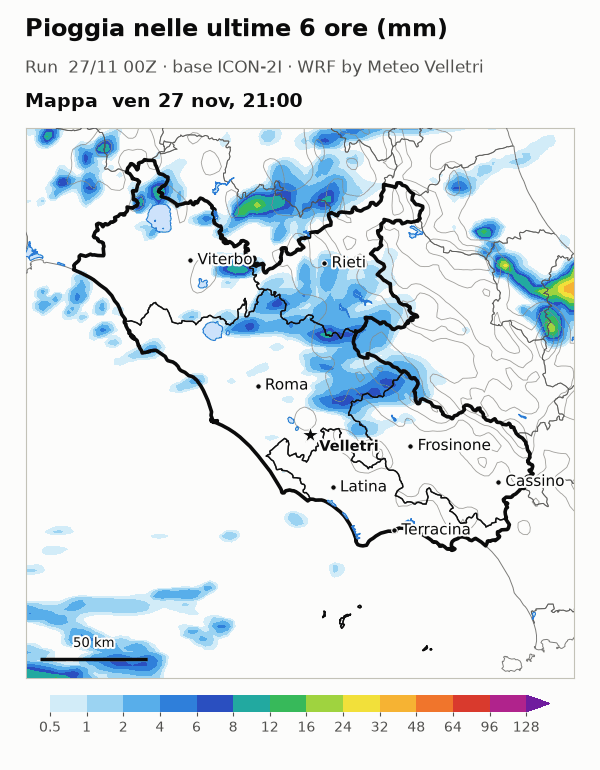 Pioggia nelle ultime 6 ore (mm)
Run  27/11 00Z · base ICON-2I · WRF by Meteo Velletri
Mappa  ven 27 nov, 21:00
Viterbo
Rieti
Roma
Velletri
Frosinone
Cassino
Latina
Terracina
50 km
0.5 1 2 4 6 8 12 16 24 32 48 64 96 128